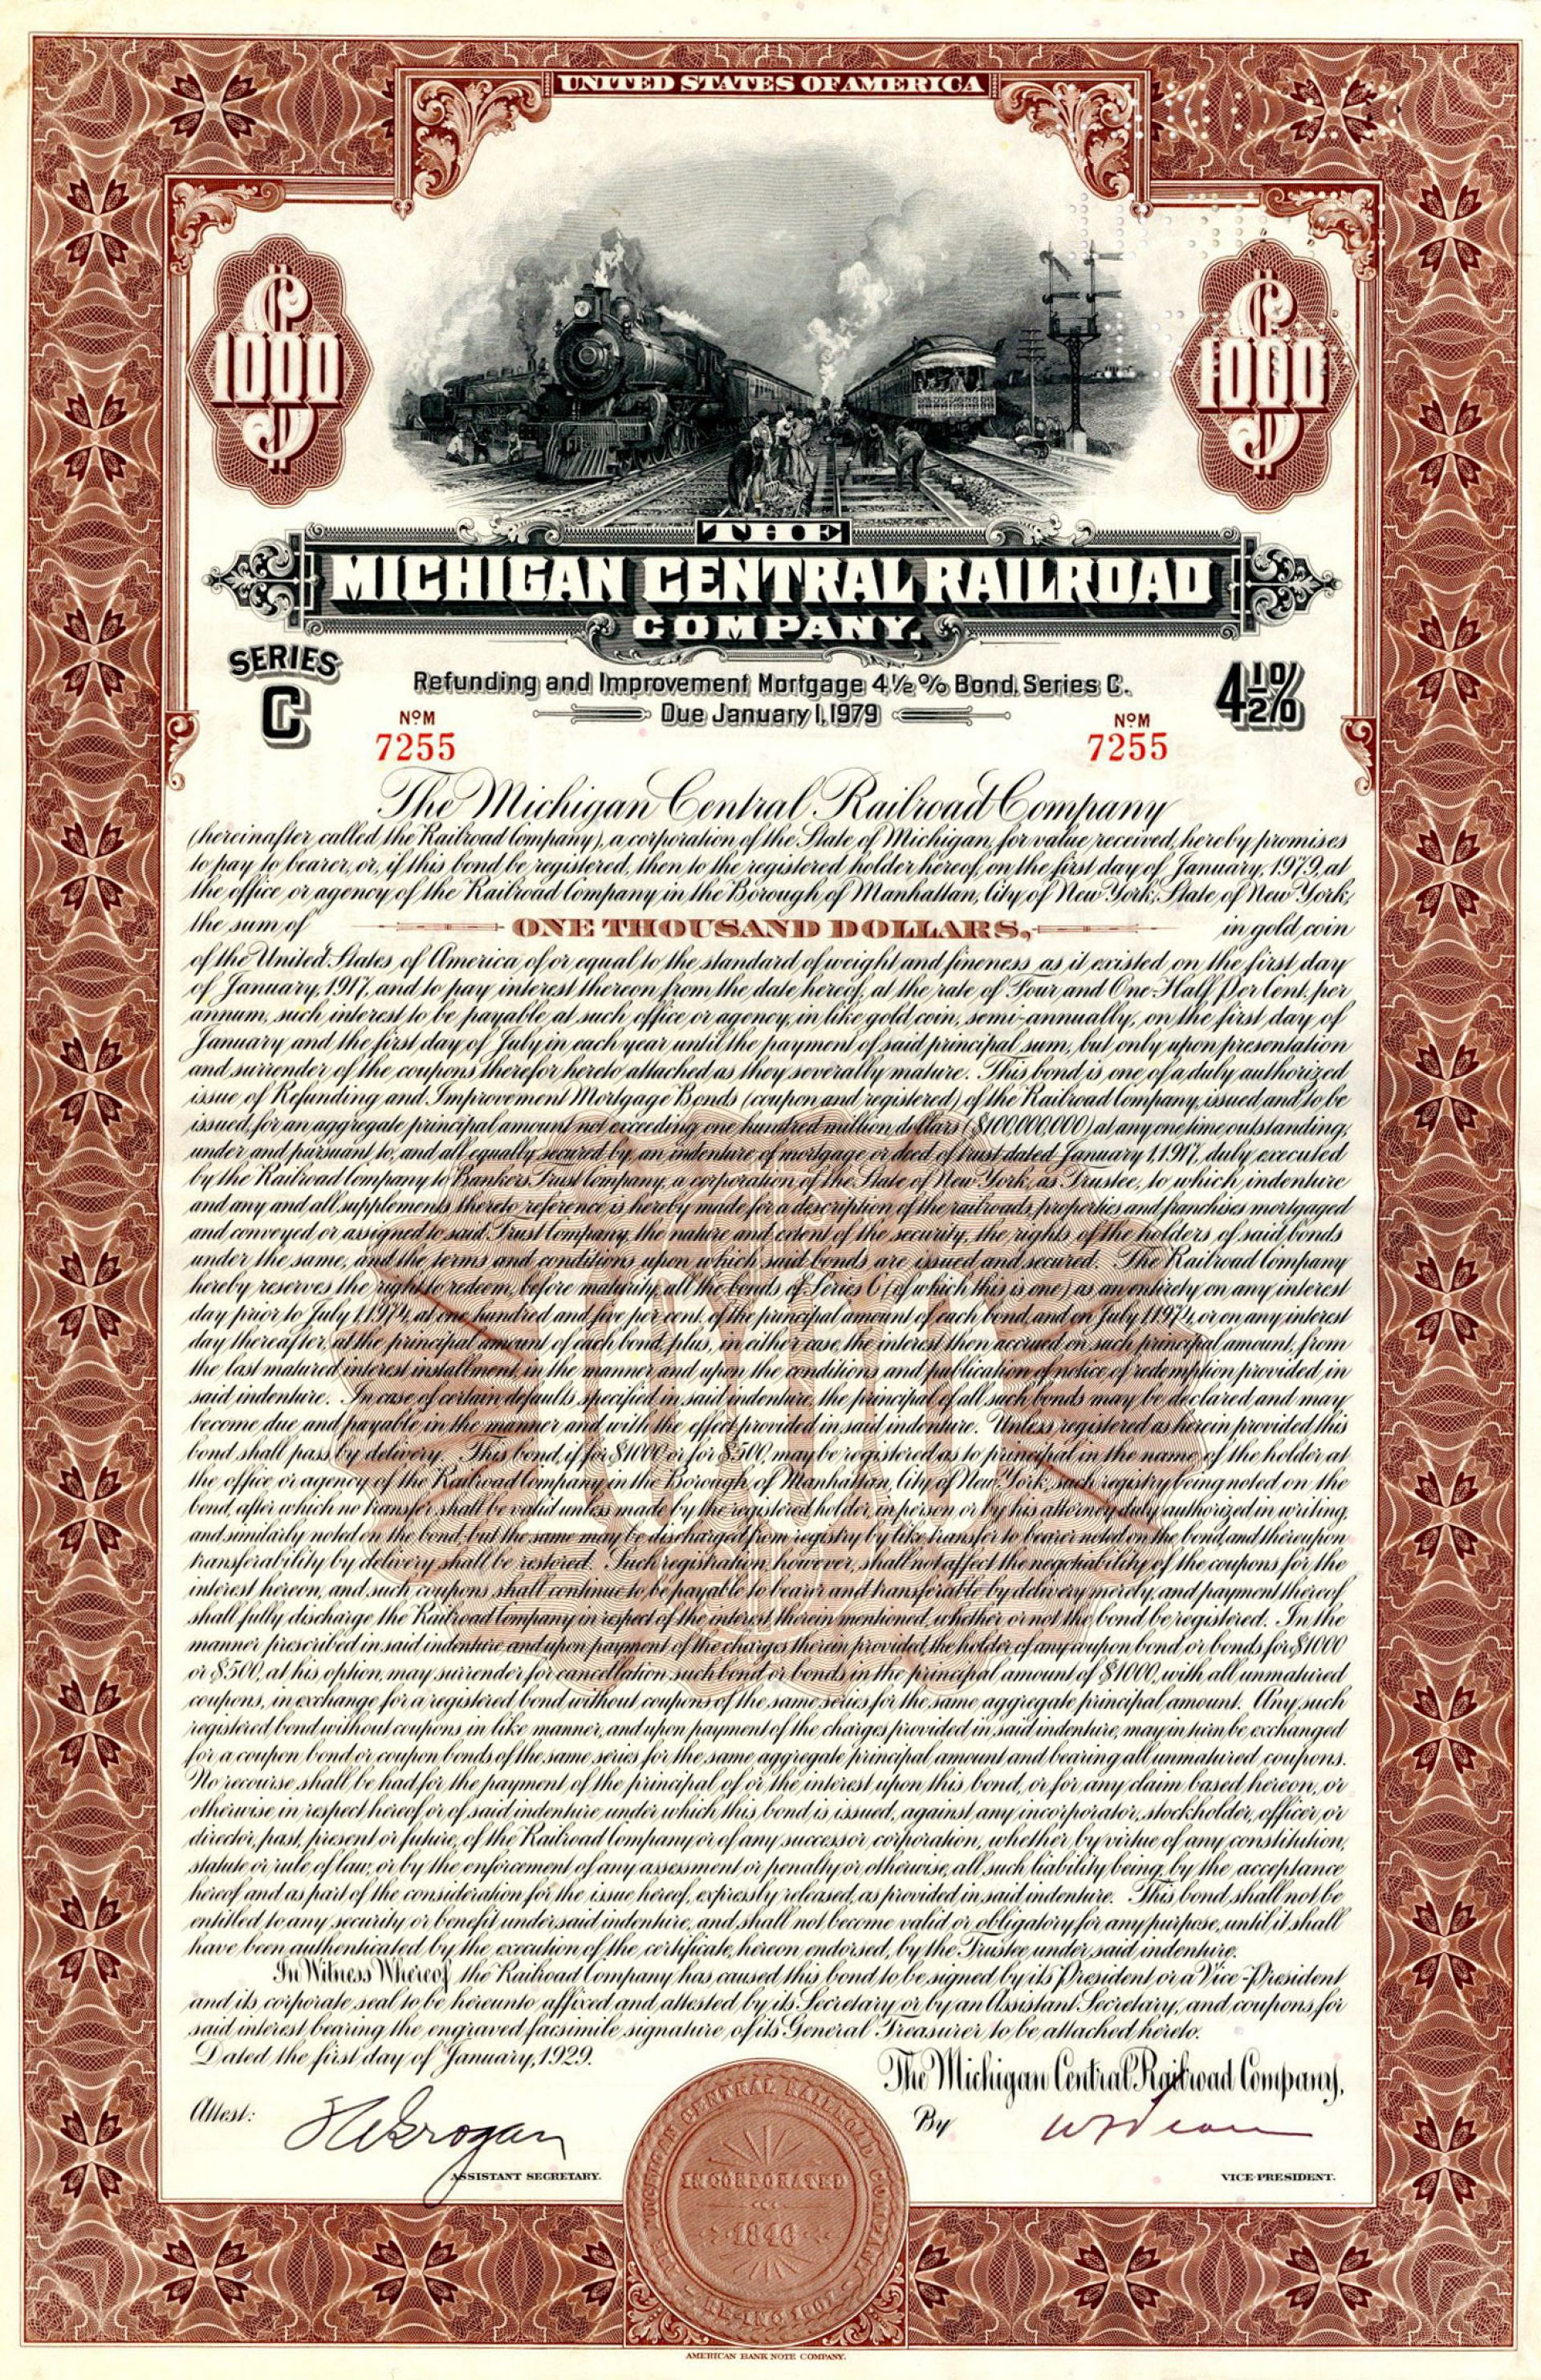 UNITED STATES OF AMERICA
$1000
$1000
THE
MICHIGAN CENTRAL RAILROAD
COMPANY.
SERIES
C
Refunding and Improvement Mortgage 4½% Bond, Series C.
Due January 1, 1979
4½%
NOM
7255
NOM
7255
The Michigan Central Railroad Company
(hereinafter called the Railroad Company), a corporation of the State of Michigan, for value received, hereby promises
to pay to bearer, or, if this bond be registered, then to the registered holder hereof, on the first day of January, 1979, at
the office or agency of the Railroad Company in the Borough of Manhattan, City of New York, State of New York,
the sum of ONE THOUSAND DOLLARS, in gold coin
of the United States of America of or equal to the standard of weight and fineness as it existed on the first day
of January, 1917, and to pay interest thereon from the date hereof, at the rate of Four and One-Half Per Cent. per
annum, such interest to be payable at such office or agency, in like gold coin, semi-annually, on the first day of
January and the first day of July in each year until the payment of said principal sum, but only upon presentation
and surrender of the coupons therefor hereto attached as they severally mature. This bond is one of a duly authorized
issue of Refunding and Improvement Mortgage Bonds (coupon and registered) of the Railroad Company, issued and to be
issued, for an aggregate principal amount not exceeding one hundred million dollars ($100,000,000) at any one time outstanding,
under and pursuant to, and all equally secured by, an indenture of mortgage or deed of trust dated January 1, 1917, duly executed
by the Railroad Company to Bankers Trust Company, a corporation of the State of New York, as Trustee, to which indenture
and any and all supplements thereto reference is hereby made for a description of the railroads, properties and franchises mortgaged
and conveyed or assigned to said Trust Company, the nature and extent of the security, the rights of the holders of said bonds
under the same, and the terms and conditions upon which said bonds are issued and secured. The Railroad Company
hereby reserves the right to redeem, before maturity, all the bonds of Series C (of which this is one) as an entirety on any interest
day prior to July 1, 1974, at one hundred and five per cent. of the principal amount of each bond, and on July 1, 1974, or on any interest
day thereafter, at the principal amount of each bond, plus, in either case, the interest then accrued on such principal amount, from
the last matured interest installment, in the manner and upon the conditions and publication of notice of redemption provided in
said indenture. In case of certain defaults specified in said indenture, the principal of all such bonds may be declared and may
become due and payable in the manner and with the effect provided in said indenture. Unless registered as herein provided this
bond shall pass by delivery. This bond, if for $1000 or for $500, may be registered as to principal in the name of the holder at
the office or agency of the Railroad Company in the Borough of Manhattan, City of New York, such registry being noted on the
bond, after which no transfer shall be valid unless made by the registered holder, in person or by his attorney duly authorized in writing,
and similarly noted on the bond, but the same may be discharged from registry by like transfer to bearer noted on the bond, and thereupon
transferability by delivery shall be restored. Such registration, however, shall not affect the negotiability of the coupons for the
interest hereon, and such coupons shall continue to be payable to bearer and transferable by delivery merely, and payment thereof
shall fully discharge the Railroad Company in respect of the interest therein mentioned, whether or not the bond be registered. In the
manner prescribed in said indenture and upon payment of the charges therein provided, the holder of any coupon bond or bonds for $1000
or $500, at his option, may surrender for cancellation such bond or bonds in the principal amount of $1000, with all unmatured
coupons, in exchange for a registered bond without coupons of the same series for the same aggregate principal amount. Any such
registered bond without coupons in like manner, and upon payment of the charges provided in said indenture, may in turn be exchanged
for a coupon bond or coupon bonds of the same series for the same aggregate principal amount and bearing all unmatured coupons.
No recourse shall be had for the payment of the principal of or the interest upon this bond, or for any claim based hereon, or
otherwise in respect hereof or of said indenture under which this bond is issued, against any incorporator, stockholder, officer or
director, past, present or future, of the Railroad Company or of any successor corporation, whether by virtue of any constitution,
statute or rule of law, or by the enforcement of any assessment or penalty or otherwise, all such liability being, by the acceptance
hereof and as part of the consideration for the issue hereof, expressly released, as provided in said indenture. This bond shall not be
entitled to any security or benefit under said indenture, and shall not become valid or obligatory for any purpose, until it shall
have been authenticated by the execution of the certificate, hereon endorsed, by the Trustee under said indenture.
In Witness Whereof, the Railroad Company has caused this bond to be signed by its President or a Vice-President
and its corporate seal to be hereunto affixed and attested by its Secretary or by an Assistant Secretary, and coupons for
said interest bearing the engraved facsimile signature of its General Treasurer to be attached hereto.
Dated the first day of January, 1929.
The Michigan Central Railroad Company,
Attest:
By
ASSISTANT SECRETARY.
VICE-PRESIDENT.
THE MICHIGAN CENTRAL RAILROAD COMPANY
INCORPORATED
1846
AMERICAN BANK NOTE COMPANY.